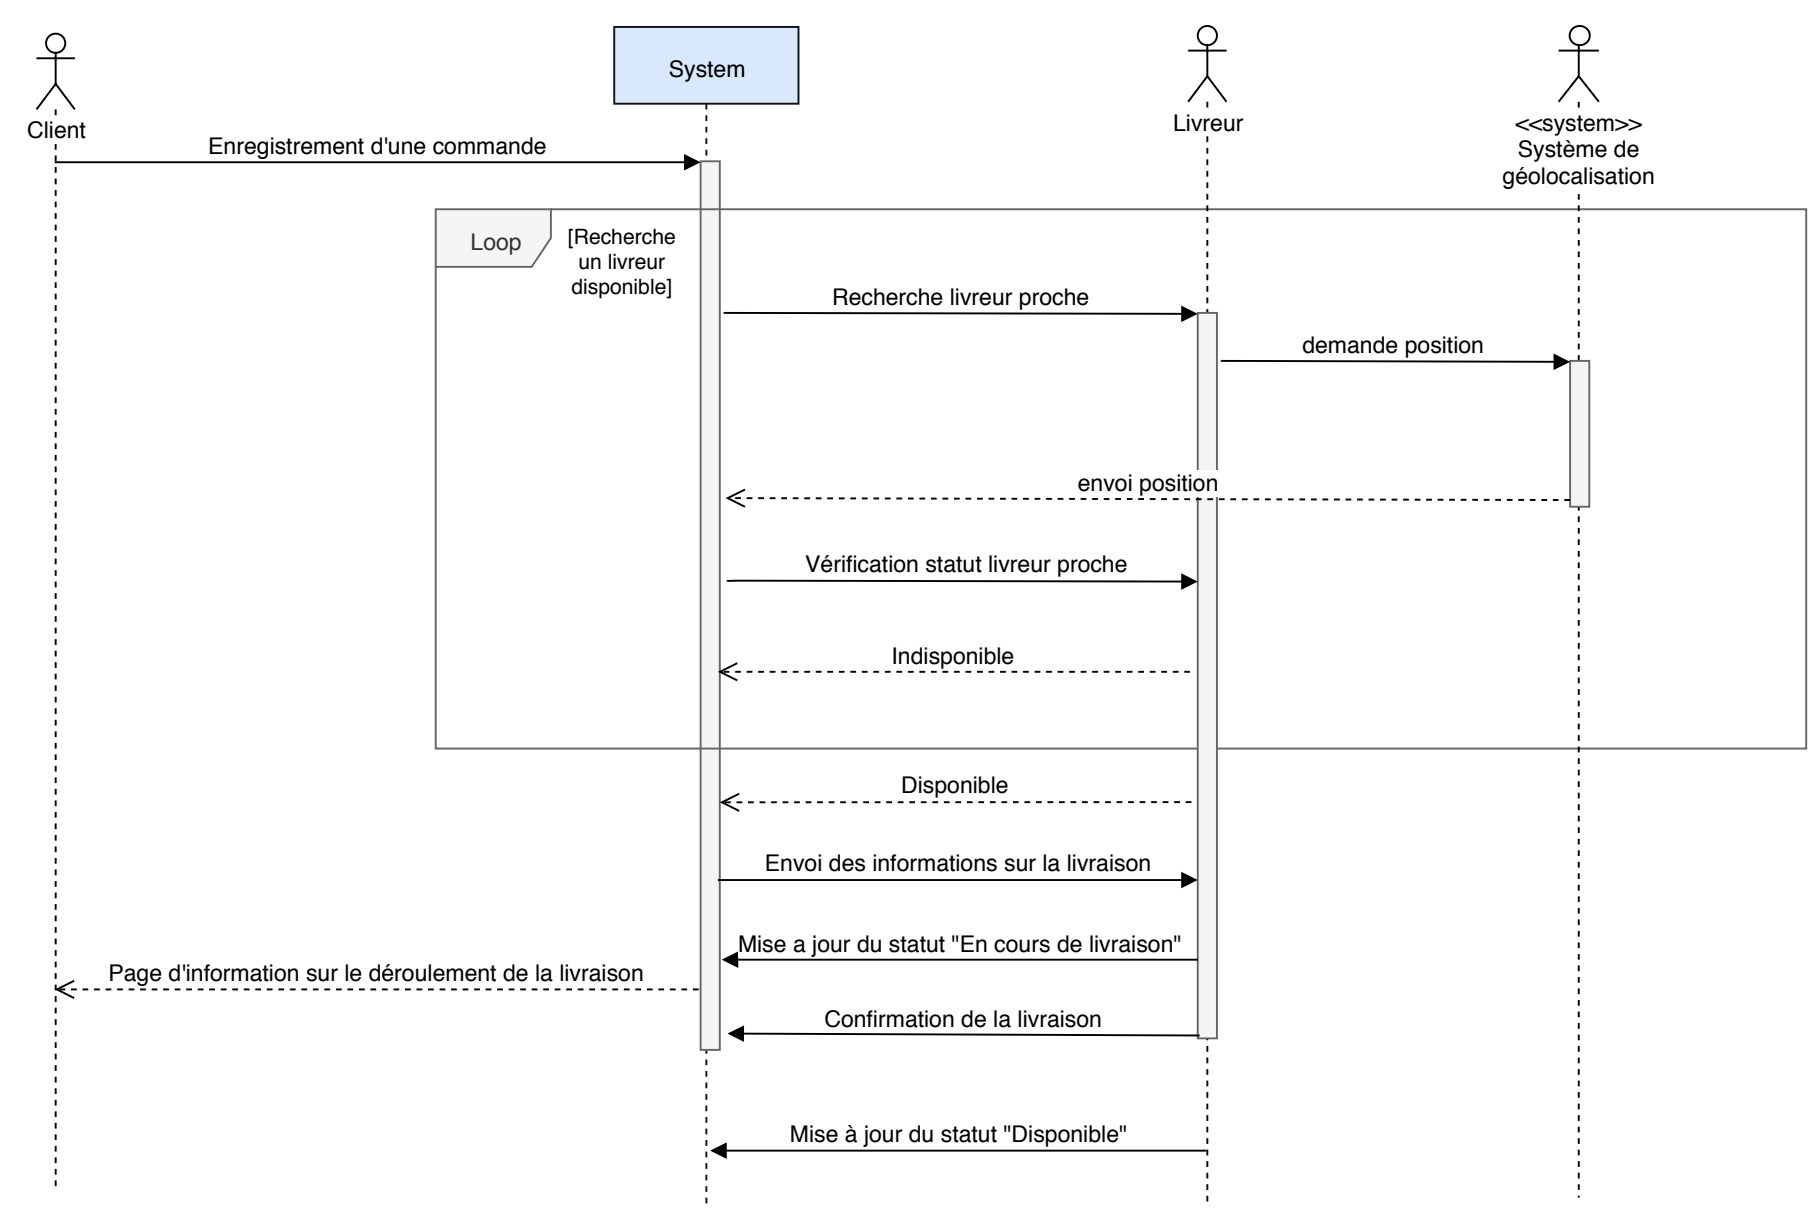 Client
System
Livreur
<<system>>
Système de
géolocalisation
Enregistrement d'une commande
Loop
[Recherche
un livreur
disponible]
Recherche livreur proche
demande position
envoi position
Vérification statut livreur proche
Indisponible
Disponible
Envoi des informations sur la livraison
Mise a jour du statut "En cours de livraison"
Page d'information sur le déroulement de la livraison
Confirmation de la livraison
Mise à jour du statut "Disponible"